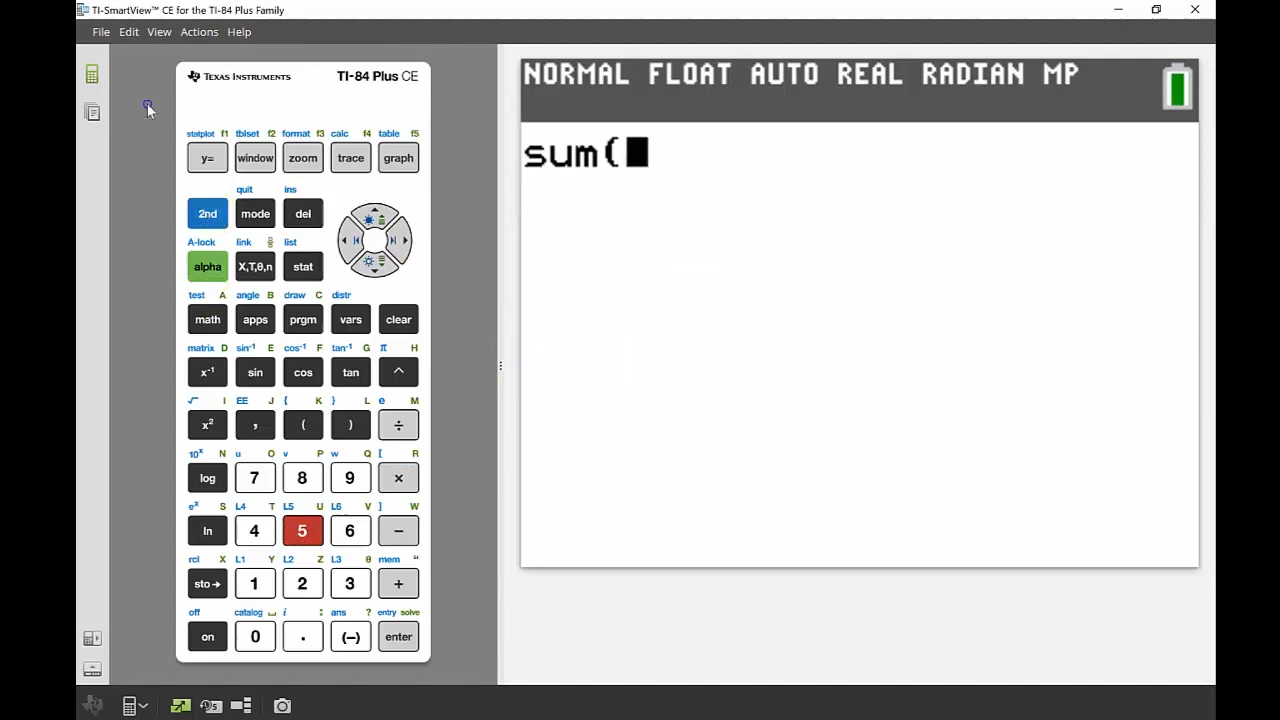 TI-SmartView™ CE for the TI-84 Plus Family
File Edit View Actions Help
TEXAS INSTRUMENTS TI-84 Plus CE
statplot f1 tblset f2 format f3 calc f4 table f5
y= window zoom trace graph
quit ins
2nd mode del
A-lock link list
alpha X,T,θ,n stat
test A angle B draw C distr
math apps prgm vars clear
matrix D sin⁻¹ E cos⁻¹ F tan⁻¹ G π H
x⁻¹ sin cos tan ^
√ I EE J { K } L e M
x² , ( ) ÷
10ˣ N u O v P w Q [ R
log 7 8 9 ×
eˣ S L4 T L5 U L6 V ] W
ln 4 5 6 −
rcl X L1 Y L2 Z L3 θ mem "
sto→ 1 2 3 +
off catalog ⎵ i : ans ? entry solve
on 0 . (−) enter
NORMAL FLOAT AUTO REAL RADIAN MP
sum(